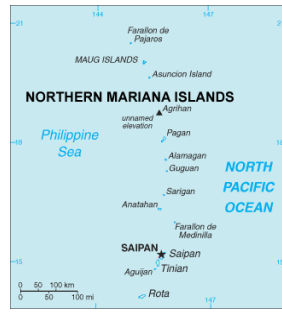 144
147
21
21
Farallon de
Pajaros
MAUG ISLANDS
Asuncion Island
NORTHERN MARIANA ISLANDS
Agrihan
unnamed
elevation
Philippine
Sea
Pagan
18
18
Alamagan
Guguan
NORTH
PACIFIC
OCEAN
Sarigan
Anatahan
Farallon de
Medinilla
SAIPAN
Saipan
15
15
Tinian
Aguijan
0 50 100 km
0 50 100 mi
Rota
147